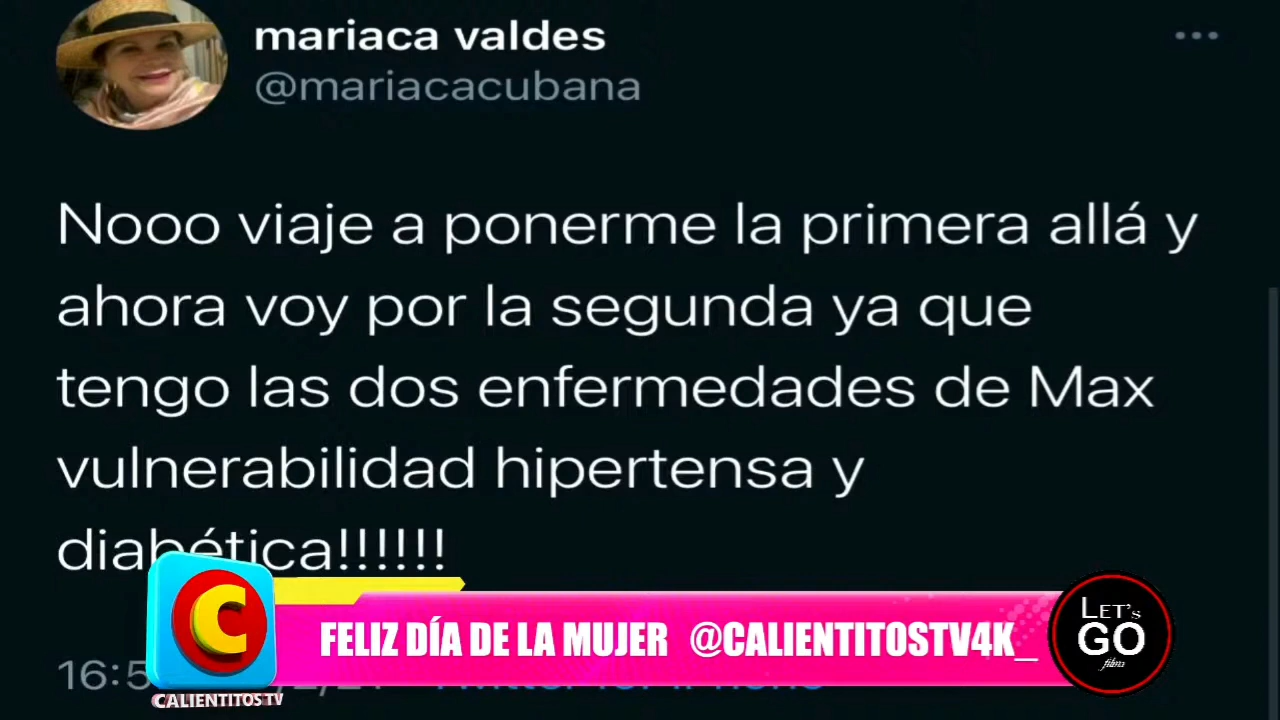 mariaca valdes
@mariacacubana
Nooo viaje a ponerme la primera allá y
ahora voy por la segunda ya que
tengo las dos enfermedades de Max
vulnerabilidad hipertensa y
diabética!!!!!!
C
FELIZ DÍA DE LA MUJER @CALIENTITOSTV4K_
LET'S
GO
film
CALIENTITOS TV